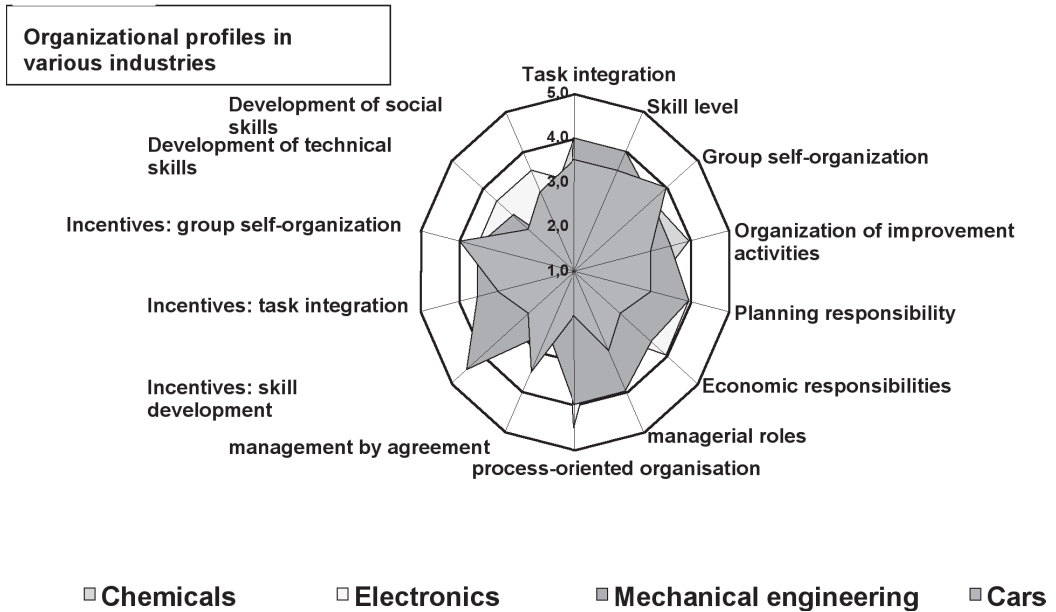 Organizational profiles in
various industries
Task integration
5,0
4,0
3,0
2,0
1,0
Skill level
Group self-organization
Organization of improvement
activities
Planning responsibility
Economic responsibilities
managerial roles
process-oriented organisation
management by agreement
Incentives: skill
development
Incentives: task integration
Incentives: group self-organization
Development of technical
skills
Development of social
skills
Chemicals
Electronics
Mechanical engineering
Cars